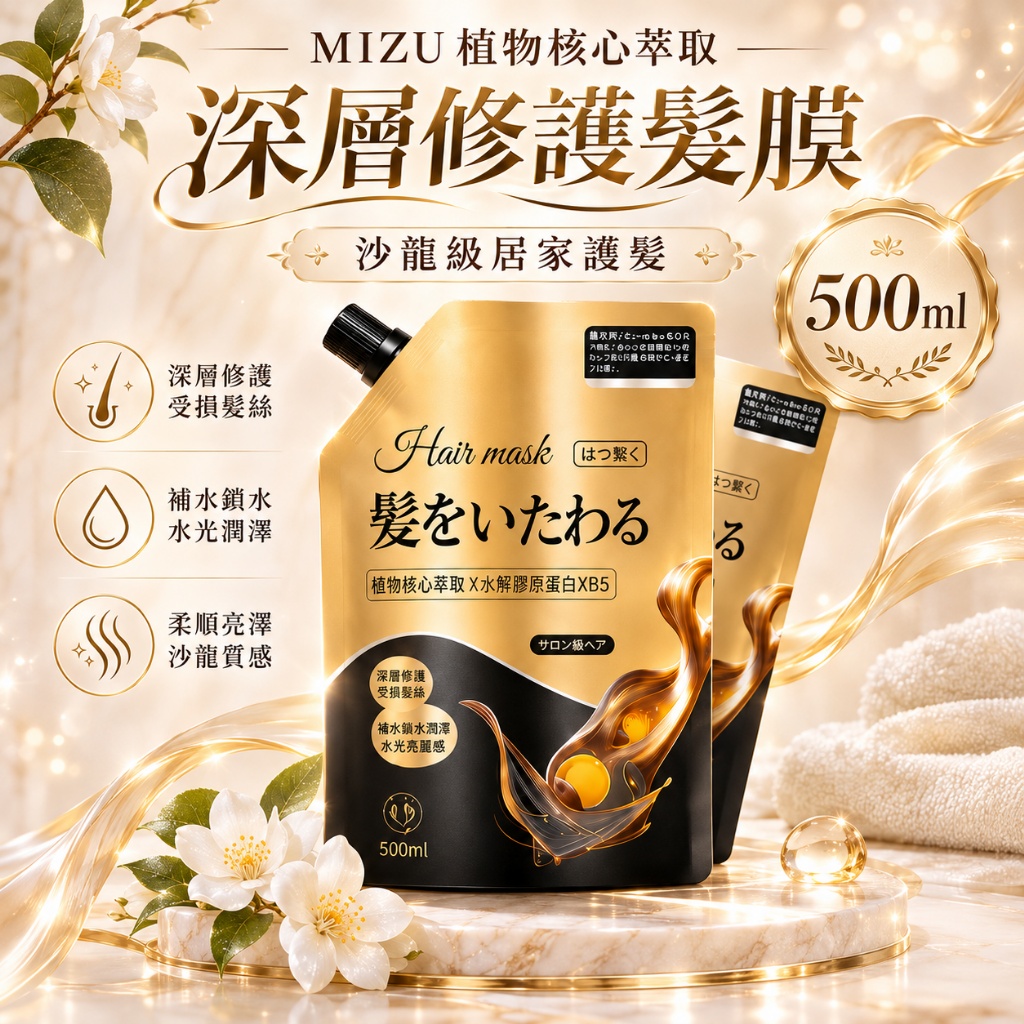 MIZU 植物核心萃取
深層修護髮膜
沙龍級居家護髮
500ml
深層修護
受損髮絲
補水鎖水
水光潤澤
柔順亮澤
沙龍質感
Hair mask
はつ繫く
髮をいたわる
植物核心萃取 X水解膠原蛋白XB5
サロン級ヘア
深層修護
受損髮絲
補水鎖水潤澤
水光亮麗感
500ml
つ繫く
る